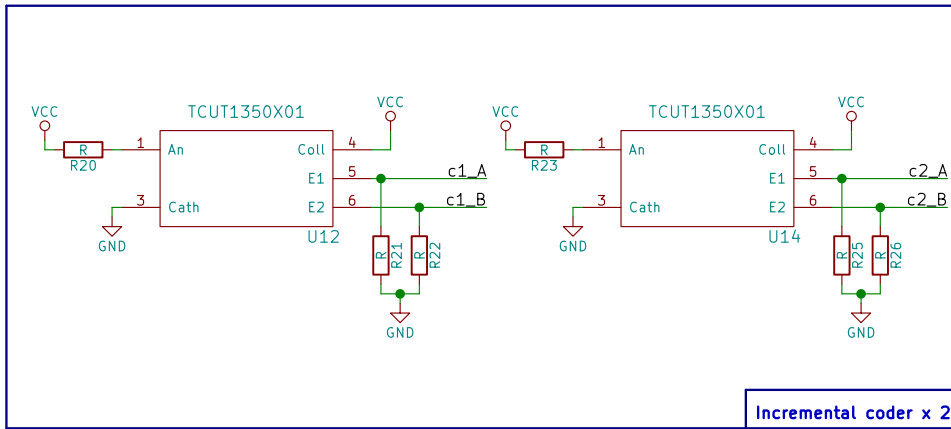 TCUT1350X01
VCC
VCC
R
R20
1
An
Coll
4
E1
5
c1_A
3
Cath
E2
6
c1_B
U12
GND
R
R21
R
R22
GND
TCUT1350X01
VCC
VCC
R
R23
1
An
Coll
4
E1
5
c2_A
3
Cath
E2
6
c2_B
U14
GND
R
R25
R
R26
GND
Incremental coder x 2